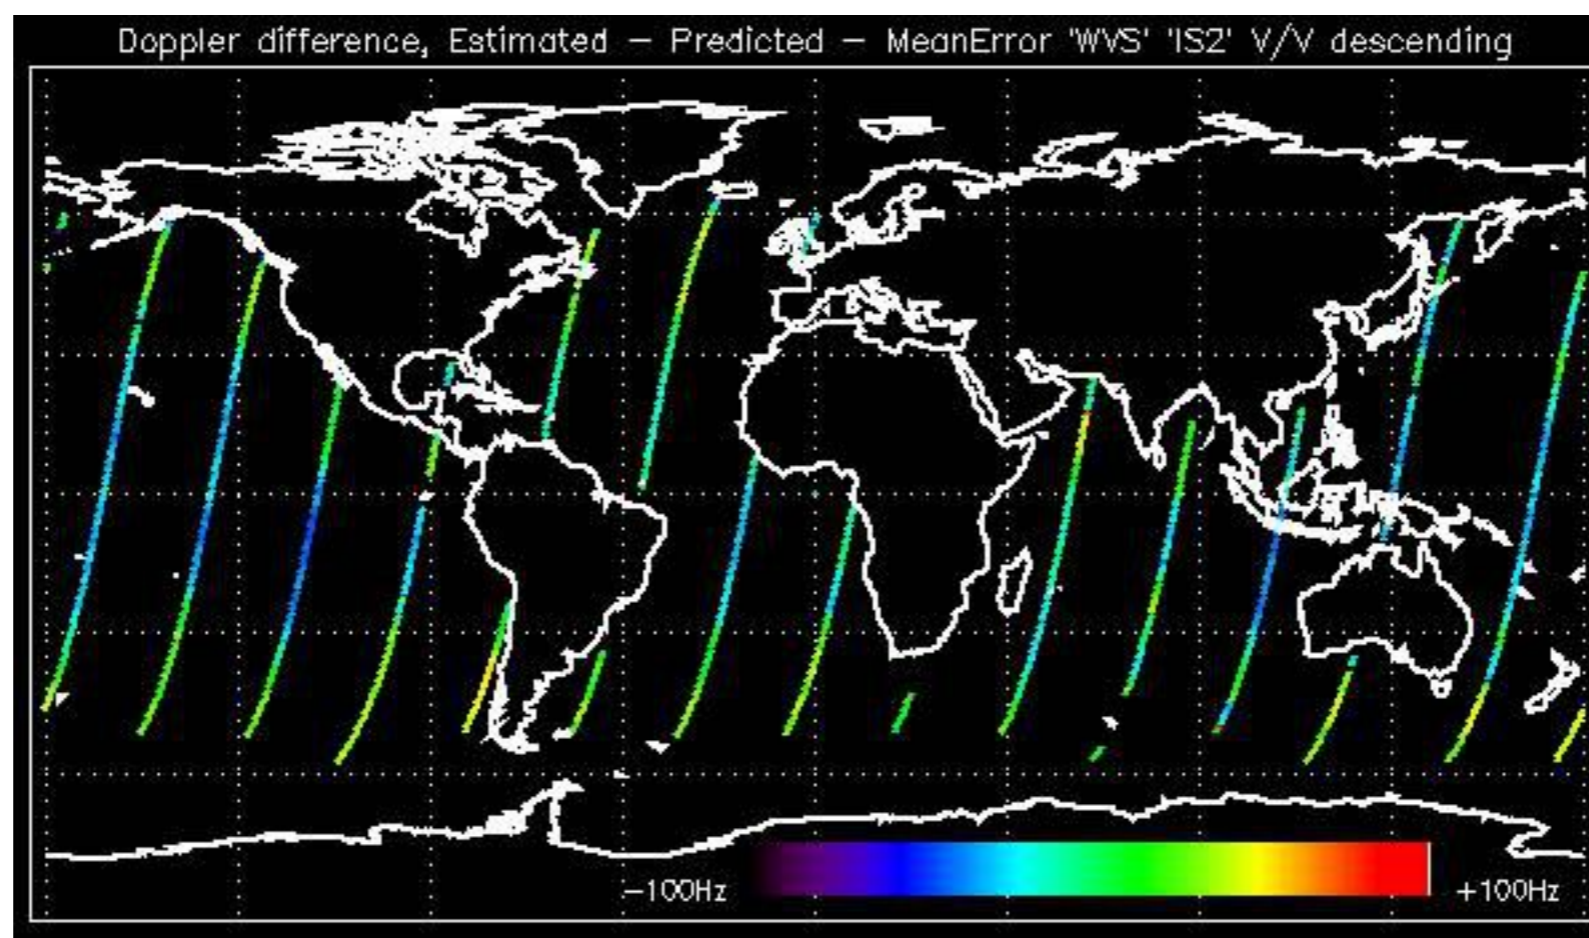 Doppler difference, Estimated – Predicted – MeanError 'WVS' 'IS2' V/V descending
–100Hz +100Hz